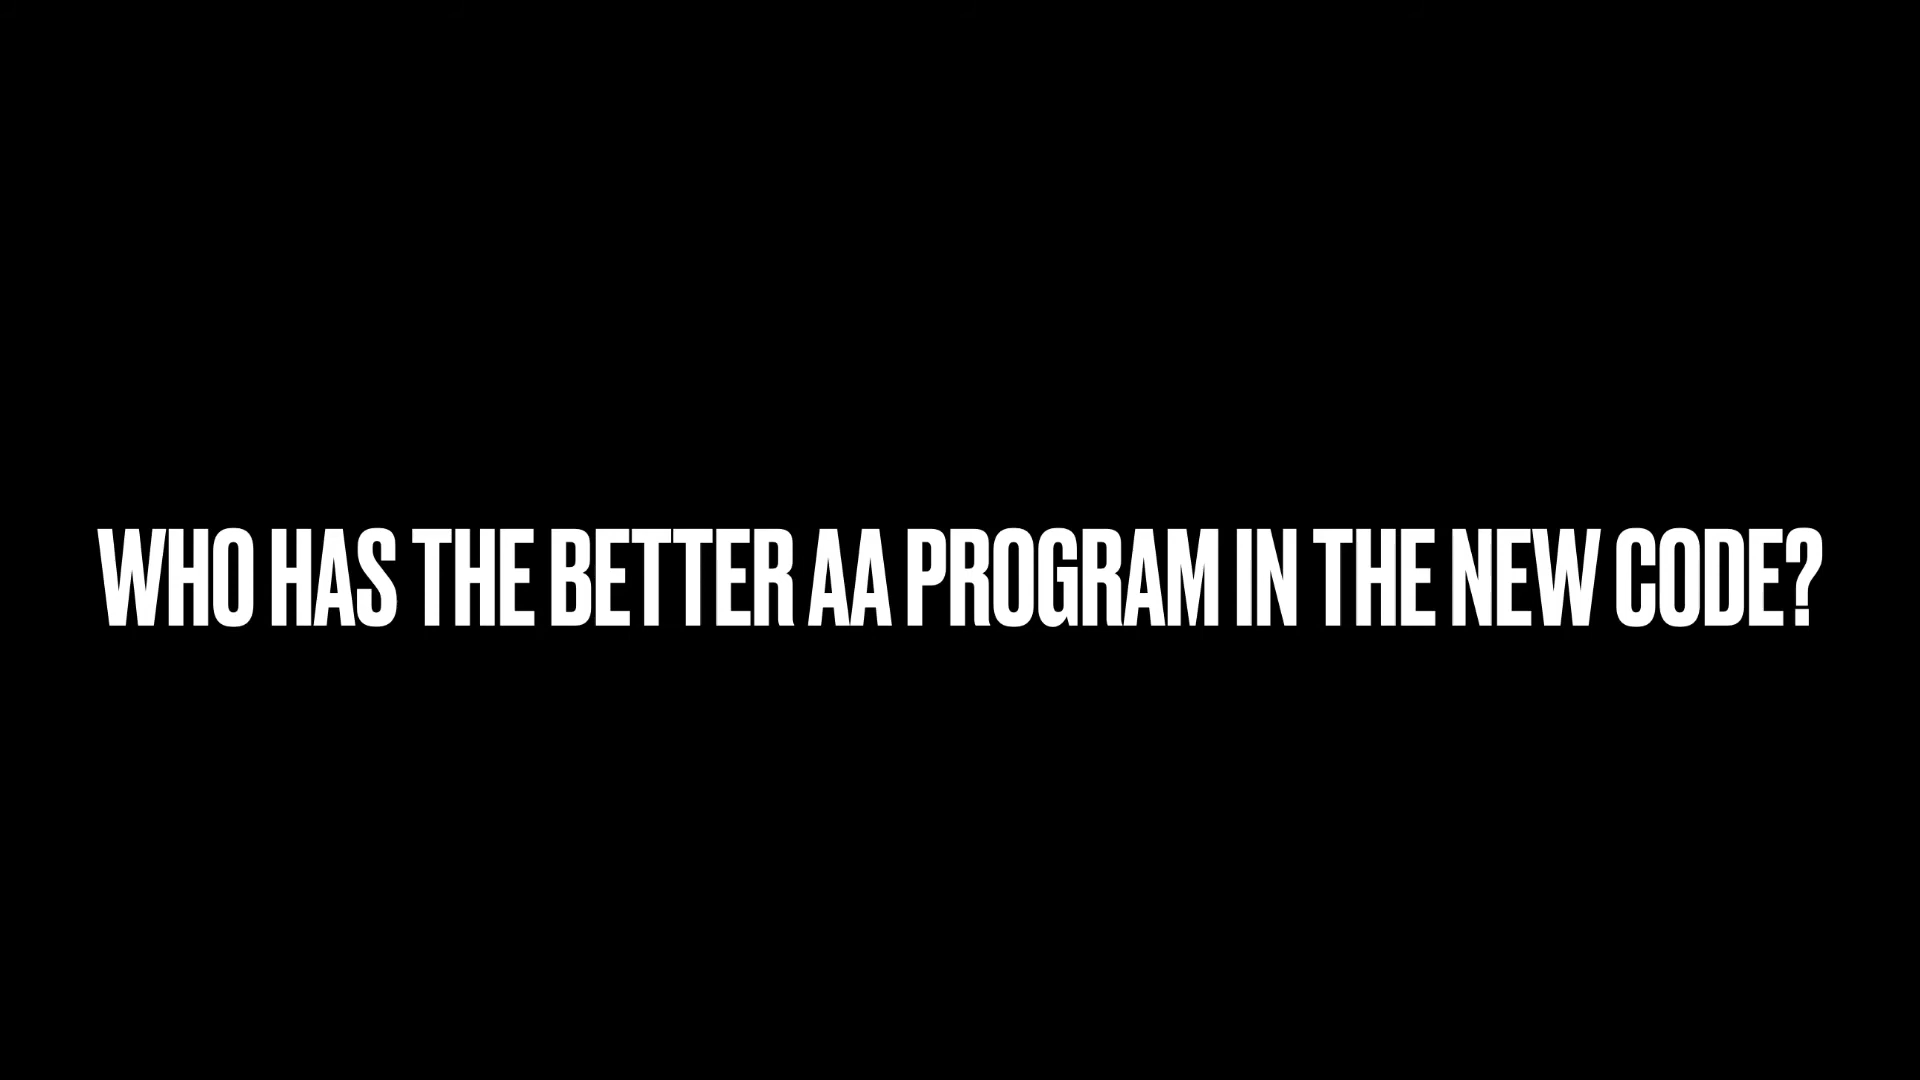 WHO HAS THE BETTER AA PROGRAM IN THE NEW CODE?